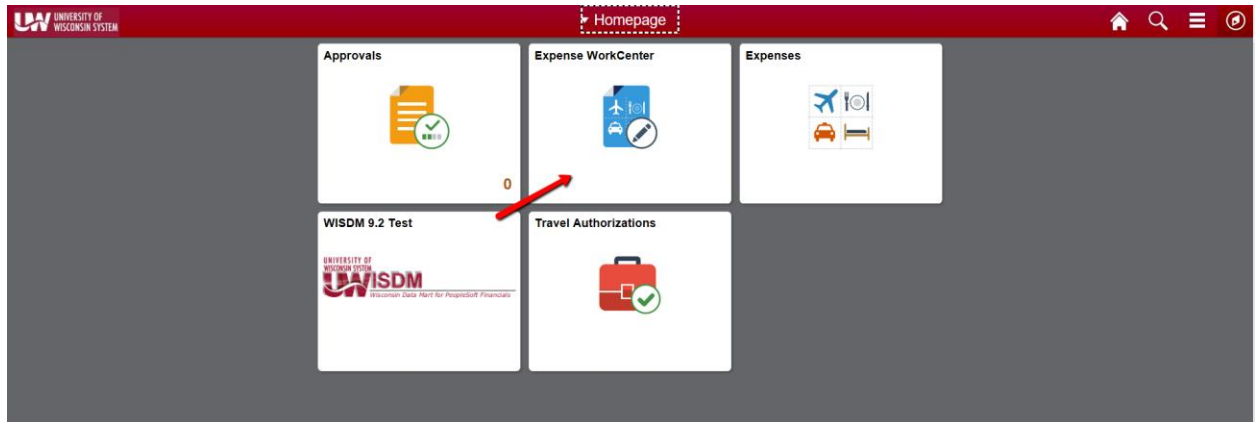 UW UNIVERSITY OF
WISCONSIN SYSTEM
Homepage
Approvals
Expense WorkCenter
Expenses
0
WISDM 9.2 Test
Travel Authorizations
UNIVERSITY OF
WISCONSIN SYSTEM
UWISDM
Wisconsin Data Mart for PeopleSoft Financials